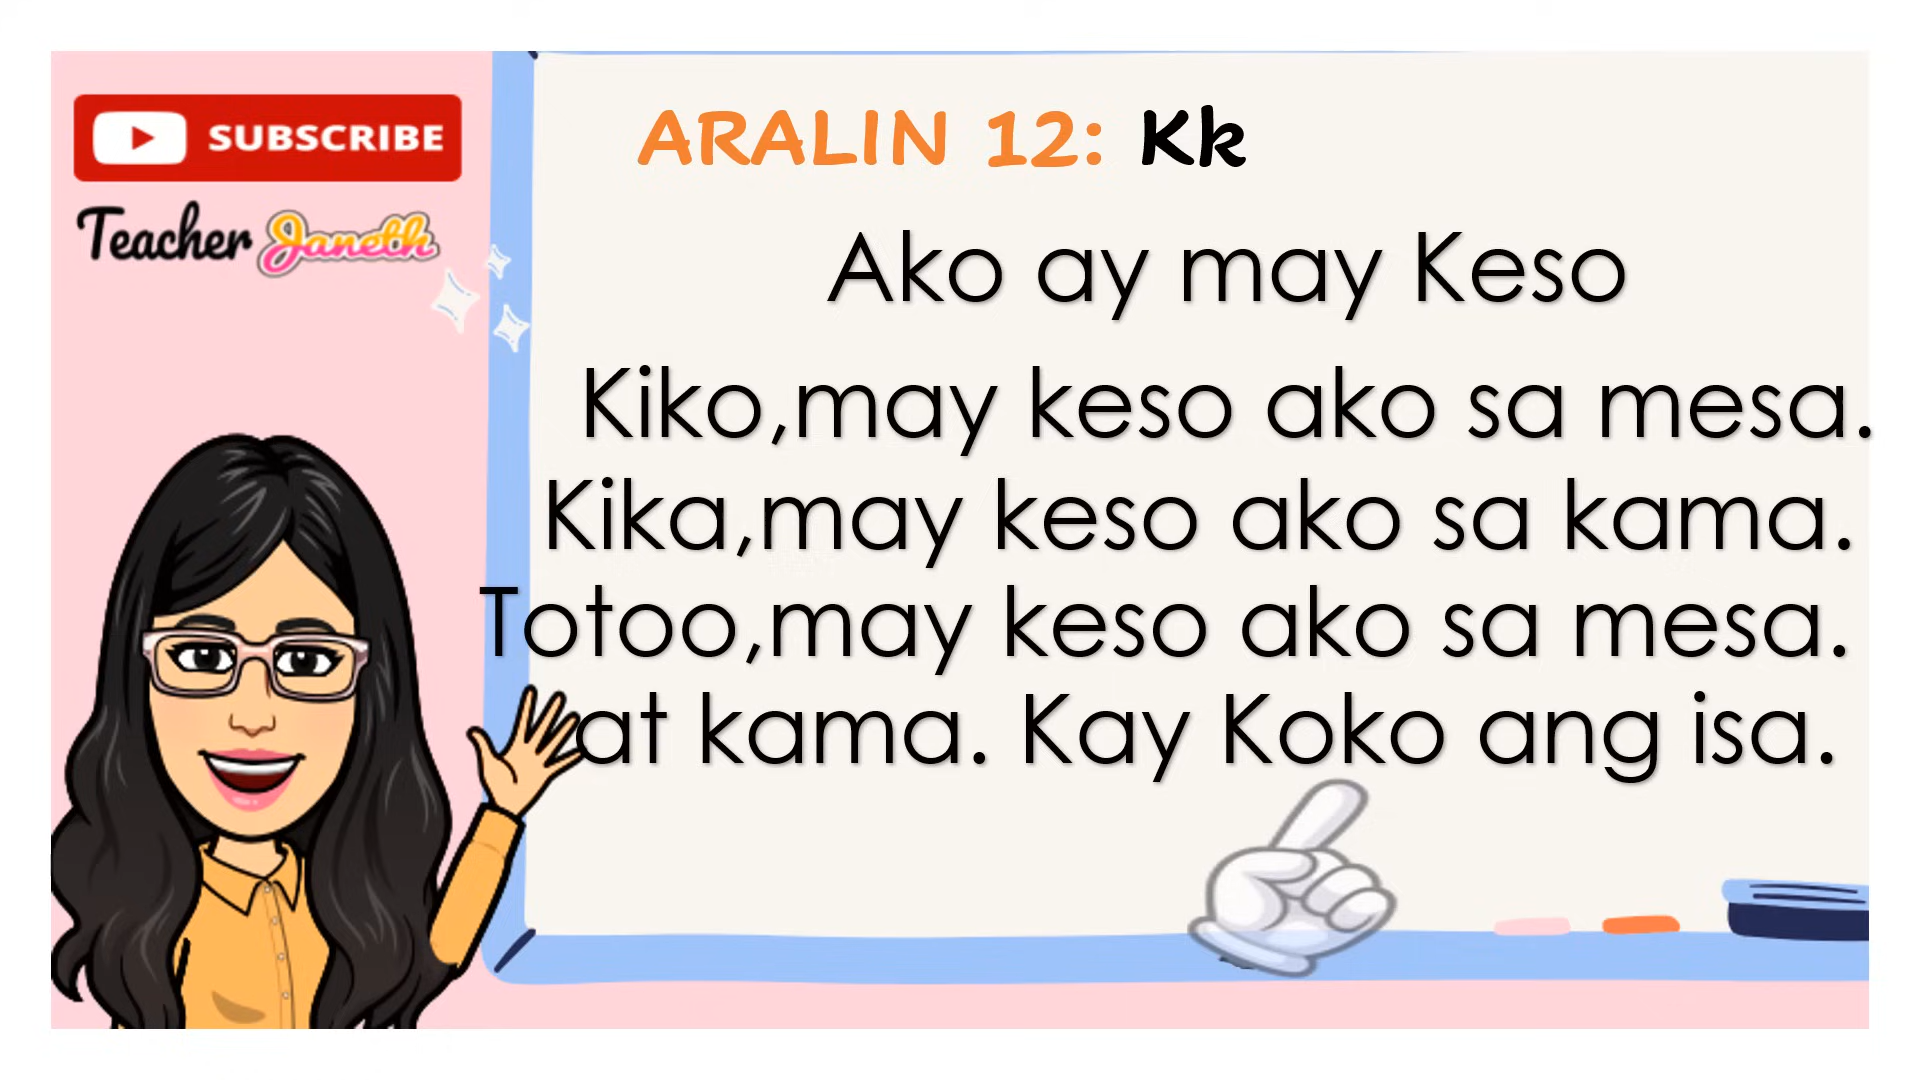 SUBSCRIBE
Teacher Janeth
ARALIN 12: Kk
Ako ay may Keso
Kiko,may keso ako sa mesa.
Kika,may keso ako sa kama.
Totoo,may keso ako sa mesa.
at kama. Kay Koko ang isa.